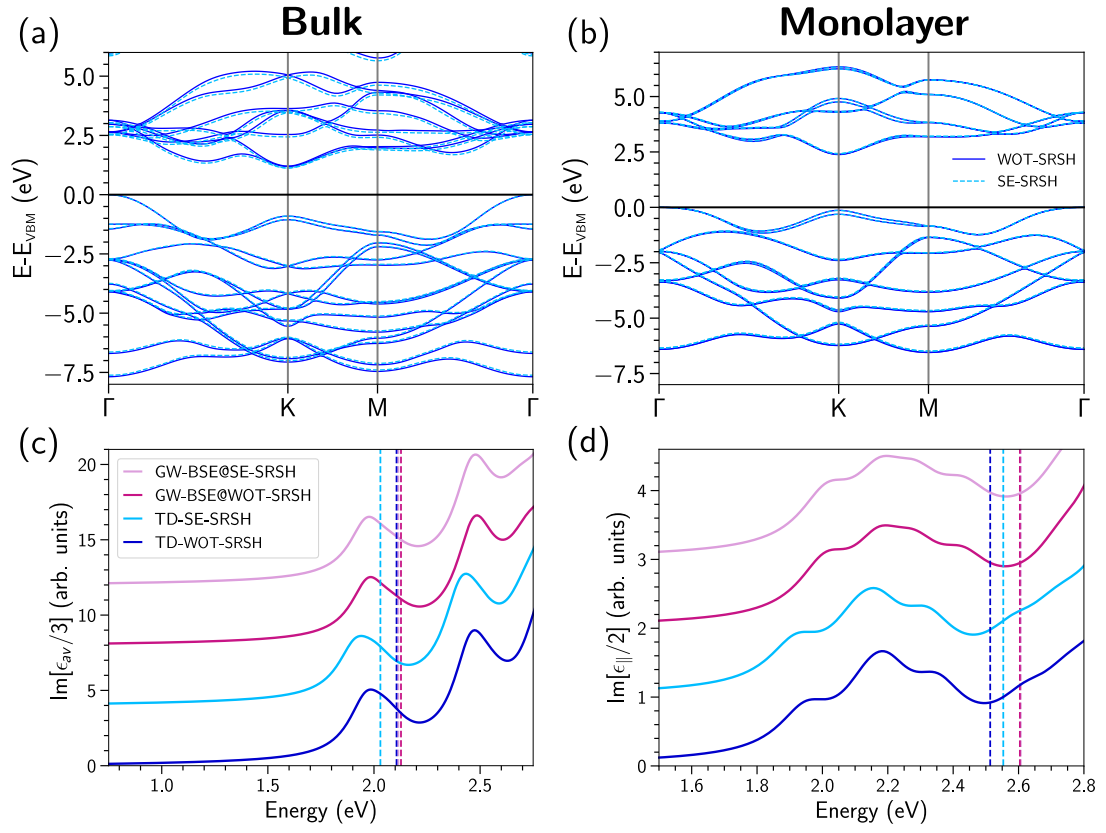 Bulk
Monolayer
(a)
(b)
E-E_VBM (eV)
5.0
2.5
0.0
−2.5
−5.0
−7.5
Γ
K
M
Γ
E-E_VBM (eV)
5.0
2.5
0.0
−2.5
−5.0
−7.5
WOT-SRSH
SE-SRSH
Γ
K
M
Γ
(c)
(d)
Im[ϵ_av/3] (arb. units)
20
15
10
5
0
GW-BSE@SE-SRSH
GW-BSE@WOT-SRSH
TD-SE-SRSH
TD-WOT-SRSH
1.0
1.5
2.0
2.5
Energy (eV)
Im[ϵ_∥/2] (arb. units)
4
3
2
1
0
1.6
1.8
2.0
2.2
2.4
2.6
2.8
Energy (eV)